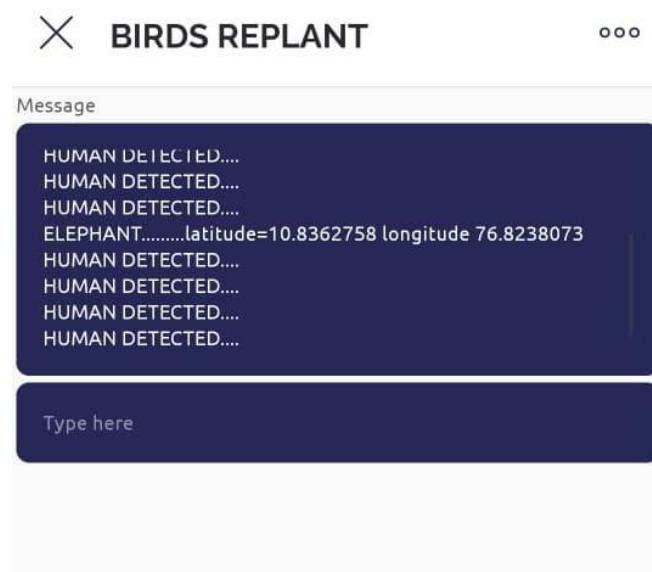 BIRDS REPLANT
Message
HUMAN DETECTED....
HUMAN DETECTED....
HUMAN DETECTED....
ELEPHANT.........latitude=10.8362758 longitude 76.8238073
HUMAN DETECTED....
HUMAN DETECTED....
HUMAN DETECTED....
HUMAN DETECTED....
Type here